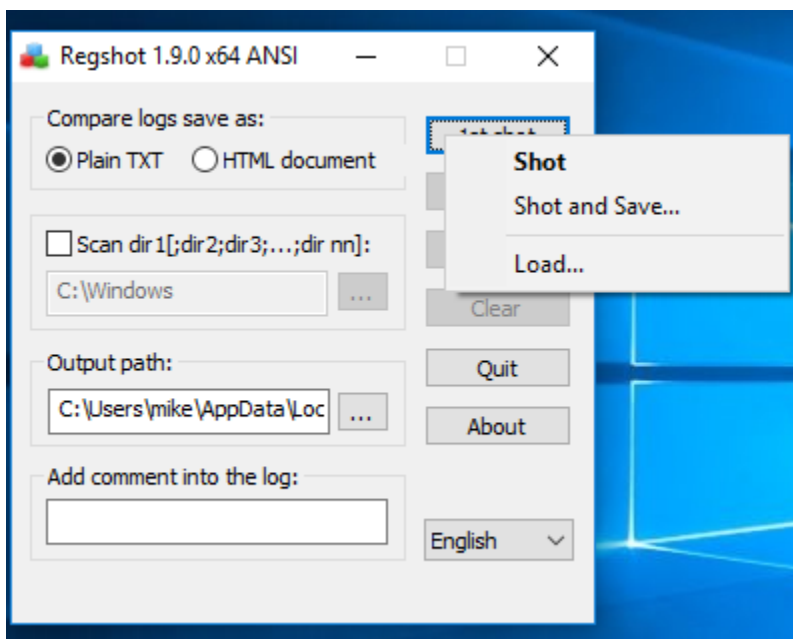 Regshot 1.9.0 x64 ANSI
Compare logs save as:
Plain TXT
HTML document
1st shot
Shot
Shot and Save...
Load...
Scan dir1[;dir2;dir3;...;dir nn]:
C:\Windows
...
Clear
Output path:
C:\Users\mike\AppData\Loc
...
Quit
About
Add comment into the log:
English